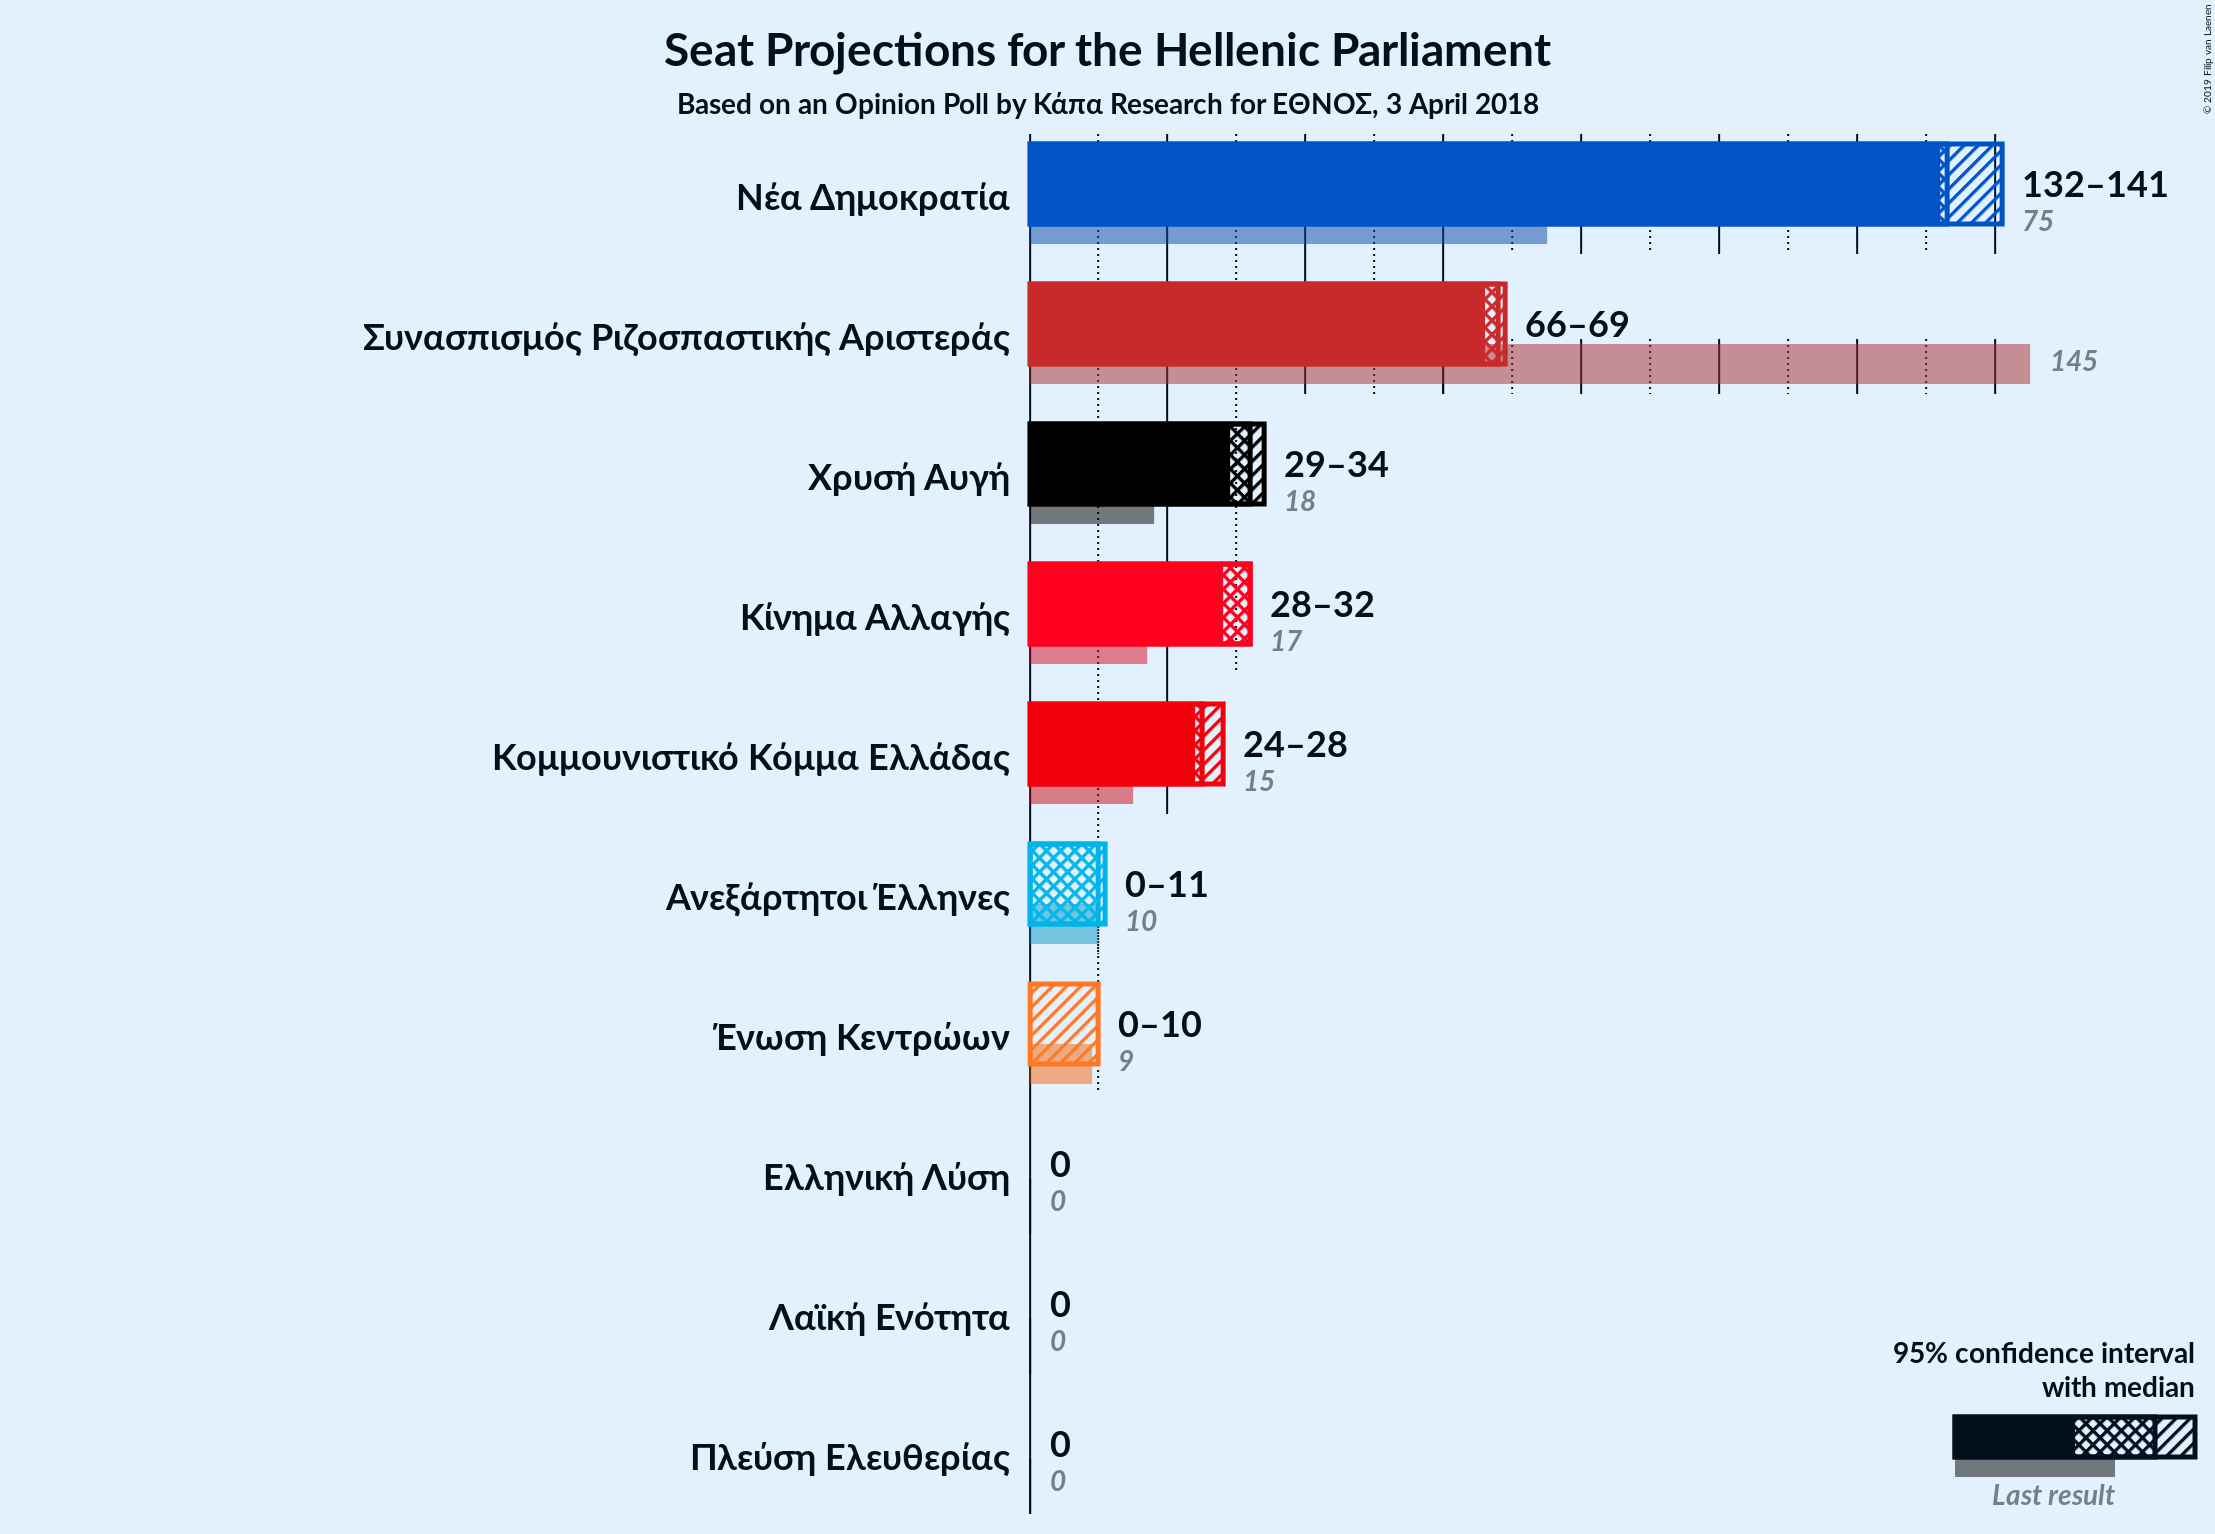 Seat Projections for the Hellenic Parliament
Based on an Opinion Poll by Κάπα Research for ΕΘΝΟΣ, 3 April 2018
© 2019 Filip van Laenen
Νέα Δημοκρατία
132–141
75
Συνασπισμός Ριζοσπαστικής Αριστεράς
66–69
145
Χρυσή Αυγή
29–34
18
Κίνημα Αλλαγής
28–32
17
Κομμουνιστικό Κόμμα Ελλάδας
24–28
15
Ανεξάρτητοι Έλληνες
0–11
10
Ένωση Κεντρώων
0–10
9
Ελληνική Λύση
0
0
Λαϊκή Ενότητα
0
0
Πλεύση Ελευθερίας
0
0
95% confidence interval
with median
Last result